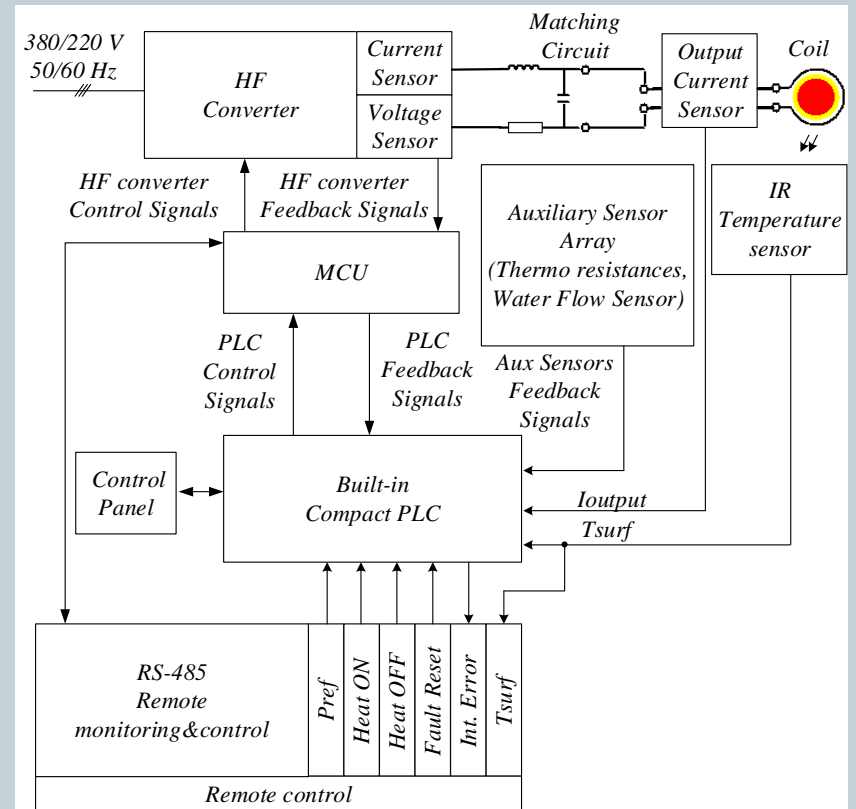 380/220 V
50/60 Hz
HF
Converter
Current
Sensor
Voltage
Sensor
Matching
Circuit
Output
Current
Sensor
Coil
HF converter
Control Signals
HF converter
Feedback Signals
Auxiliary Sensor
Array
(Thermo resistances,
Water Flow Sensor)
IR
Temperature
sensor
MCU
PLC
Control
Signals
PLC
Feedback
Signals
Aux Sensors
Feedback
Signals
Control
Panel
Built-in
Compact PLC
Ioutput
Tsurf
RS-485
Remote
monitoring&control
Pref
Heat ON
Heat OFF
Fault Reset
Int. Error
Tsurf
Remote control